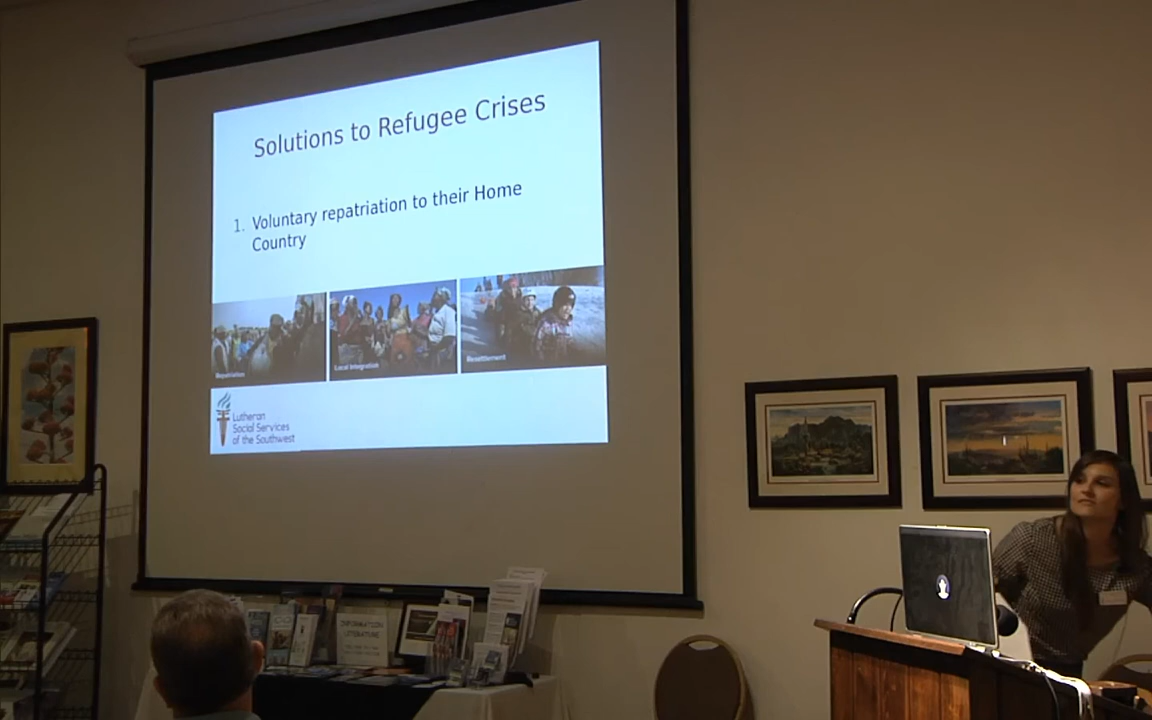 Solutions to Refugee Crises
1. Voluntary repatriation to their Home
Country
Repatriation
Local Integration
Resettlement
Lutheran
Social Services
of the Southwest
INFORMATION
LITERATURE